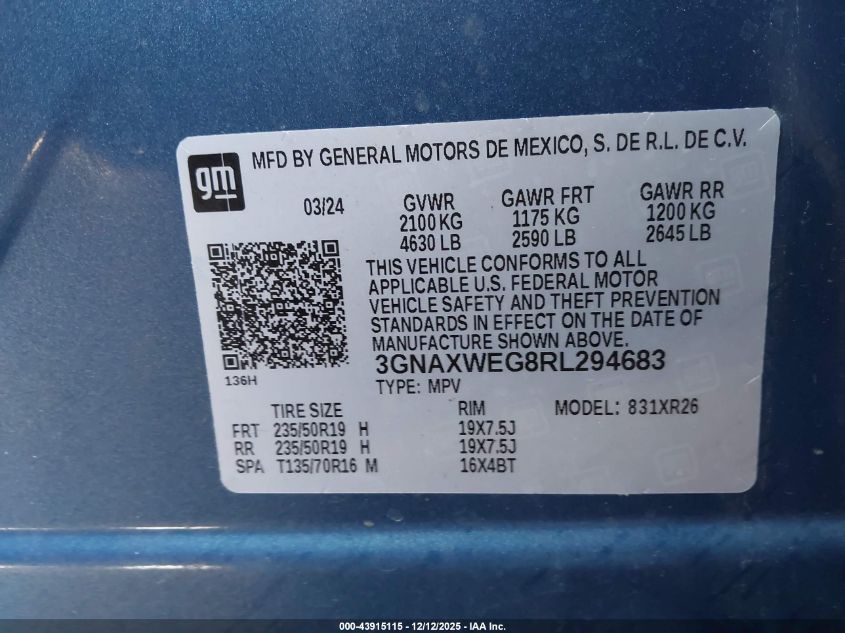 gm
MFD BY GENERAL MOTORS DE MEXICO, S. DE R.L. DE C.V.
03/24
GVWR GAWR FRT GAWR RR
2100 KG 1175 KG 1200 KG
4630 LB 2590 LB 2645 LB
THIS VEHICLE CONFORMS TO ALL
APPLICABLE U.S. FEDERAL MOTOR
VEHICLE SAFETY AND THEFT PREVENTION
STANDARDS IN EFFECT ON THE DATE OF
MANUFACTURE SHOWN ABOVE.
136H
3GNAXWEG8RL294683
TYPE: MPV
TIRE SIZE RIM MODEL: 831XR26
FRT 235/50R19 H 19X7.5J
RR 235/50R19 H 19X7.5J
SPA T135/70R16 M 16X4BT
000-43915115 - 12/12/2025 - IAA Inc.